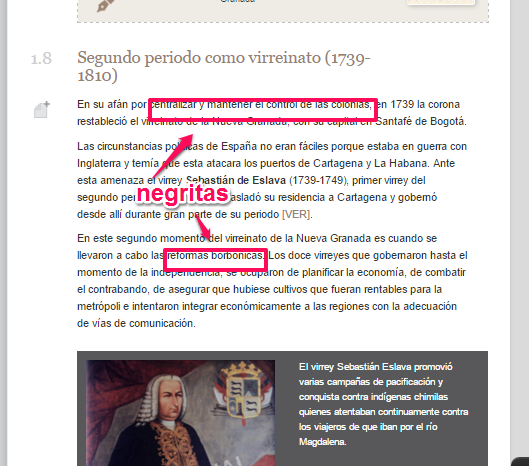 Granada
1.8
Segundo periodo como virreinato (1739-
1810)
En su afán por centralizar y mantener el control de las colonias, en 1739 la corona
restableció el virreinato de la Nueva Granada, con su capital en Santafé de Bogotá.
Las circunstancias políticas de España no eran fáciles porque estaba en guerra con
Inglaterra y temía que esta atacara los puertos de Cartagena y La Habana. Ante
esta amenaza el virrey Sebastián de Eslava (1739-1749), primer virrey del
negritas
segundo trasladó su residencia a Cartagena y gobernó
desde allí durante gran parte de su periodo [VER].
En este segundo momento del virreinato de la Nueva Granada es cuando se
llevaron a cabo las reformas borbónicas. Los doce virreyes que gobernaron hasta el
momento de la independencia, se ocuparon de planificar la economía, de combatir
el contrabando, de asegurar que hubiese cultivos que fueran rentables para la
metrópoli e intentaron integrar económicamente a las regiones con la adecuación
de vías de comunicación.
El virrey Sebastián Eslava promovió
varias campañas de pacificación y
conquista contra indígenas chimilas
quienes atentaban continuamente contra
los viajeros de que iban por el río
Magdalena.